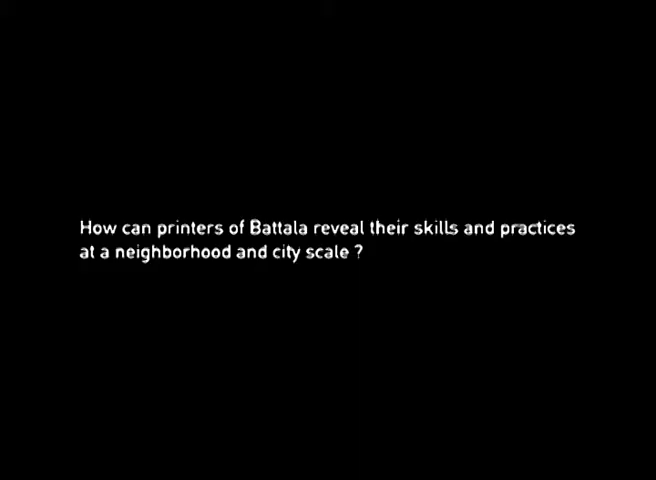 How can printers of Battala reveal their skills and practices
at a neighborhood and city scale ?